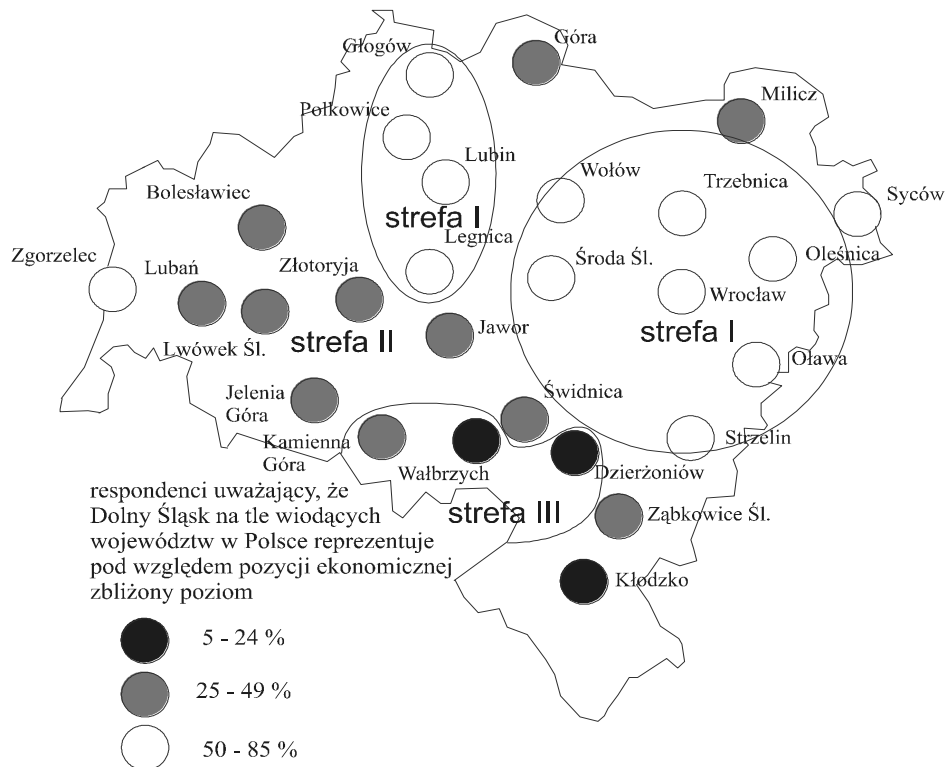 Głogów
Góra
Polkowice
Milicz
Lubin
Wołów
Trzebnica
Syców
Bolesławiec
strefa I
Zgorzelec
Lubań
Złotoryja
Legnica
Środa Śl.
Oleśnica
Wrocław
strefa II
Jawor
strefa I
Lwówek Śl.
Oława
Jelenia
Góra
Świdnica
Kamienna
Góra
Strzelin
Wałbrzych
Dzierżoniów
strefa III
Ząbkowice Śl.
Kłodzko
respondenci uważający, że
Dolny Śląsk na tle wiodących
województw w Polsce reprezentuje
pod względem pozycji ekonomicznej
zbliżony poziom
5 - 24 %
25 - 49 %
50 - 85 %